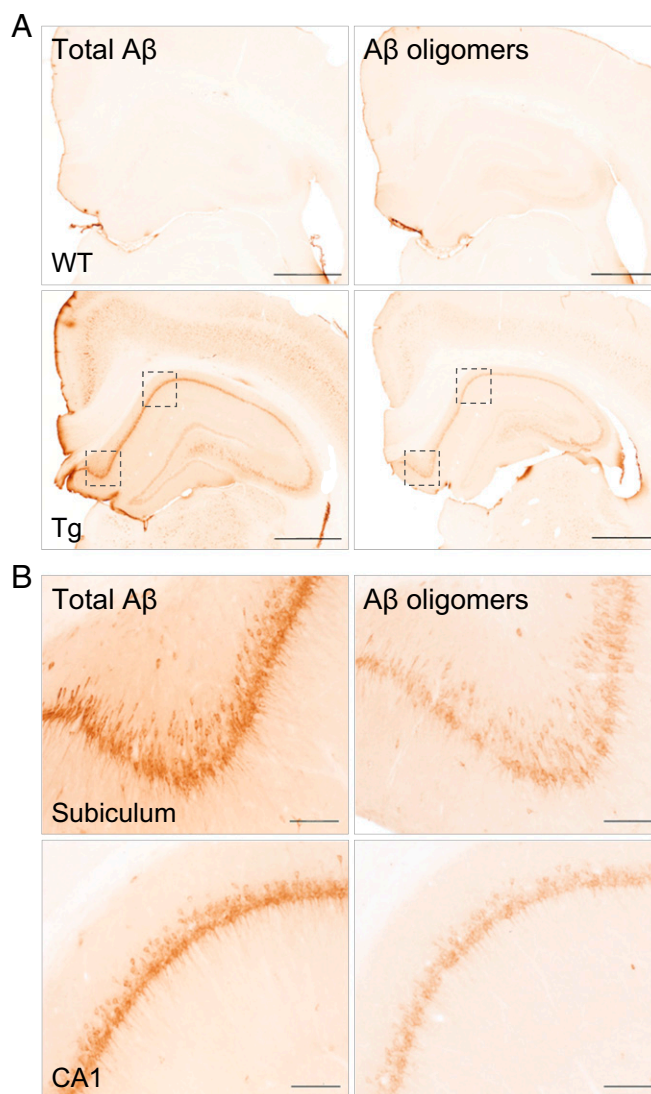 A
Total Aβ
Aβ oligomers
WT
Tg
B
Total Aβ
Aβ oligomers
Subiculum
CA1